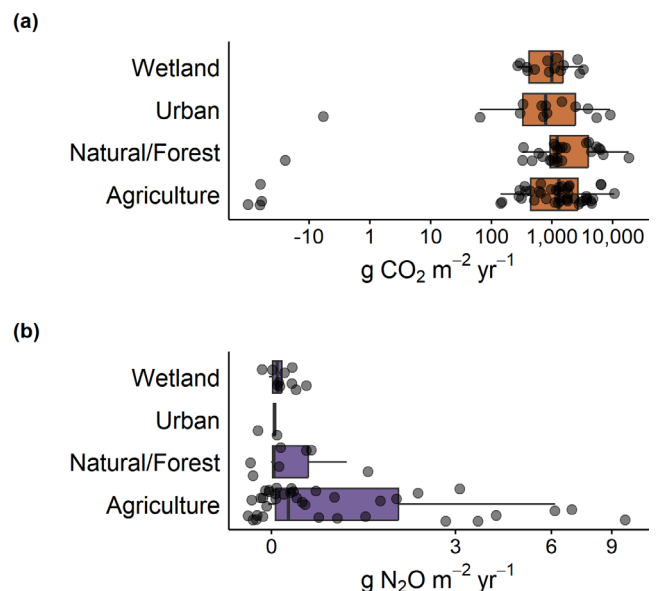 (a)
Wetland
Urban
Natural/Forest
Agriculture
-10 1 10 100 1,000 10,000
g CO₂ m⁻² yr⁻¹
(b)
Wetland
Urban
Natural/Forest
Agriculture
0 3 6 9
g N₂O m⁻² yr⁻¹